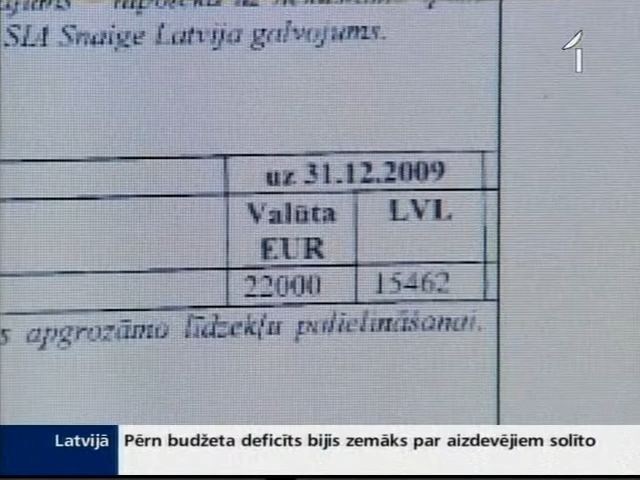 SIA Snaige Latvija galvojums.
uz 31.12.2009
Valūta LVL
EUR
22000 15462
s apgrozāmo līdzekļu palielināšanai.
Latvijā Pērn budžeta deficīts bijis zemāks par aizdevējiem solīto